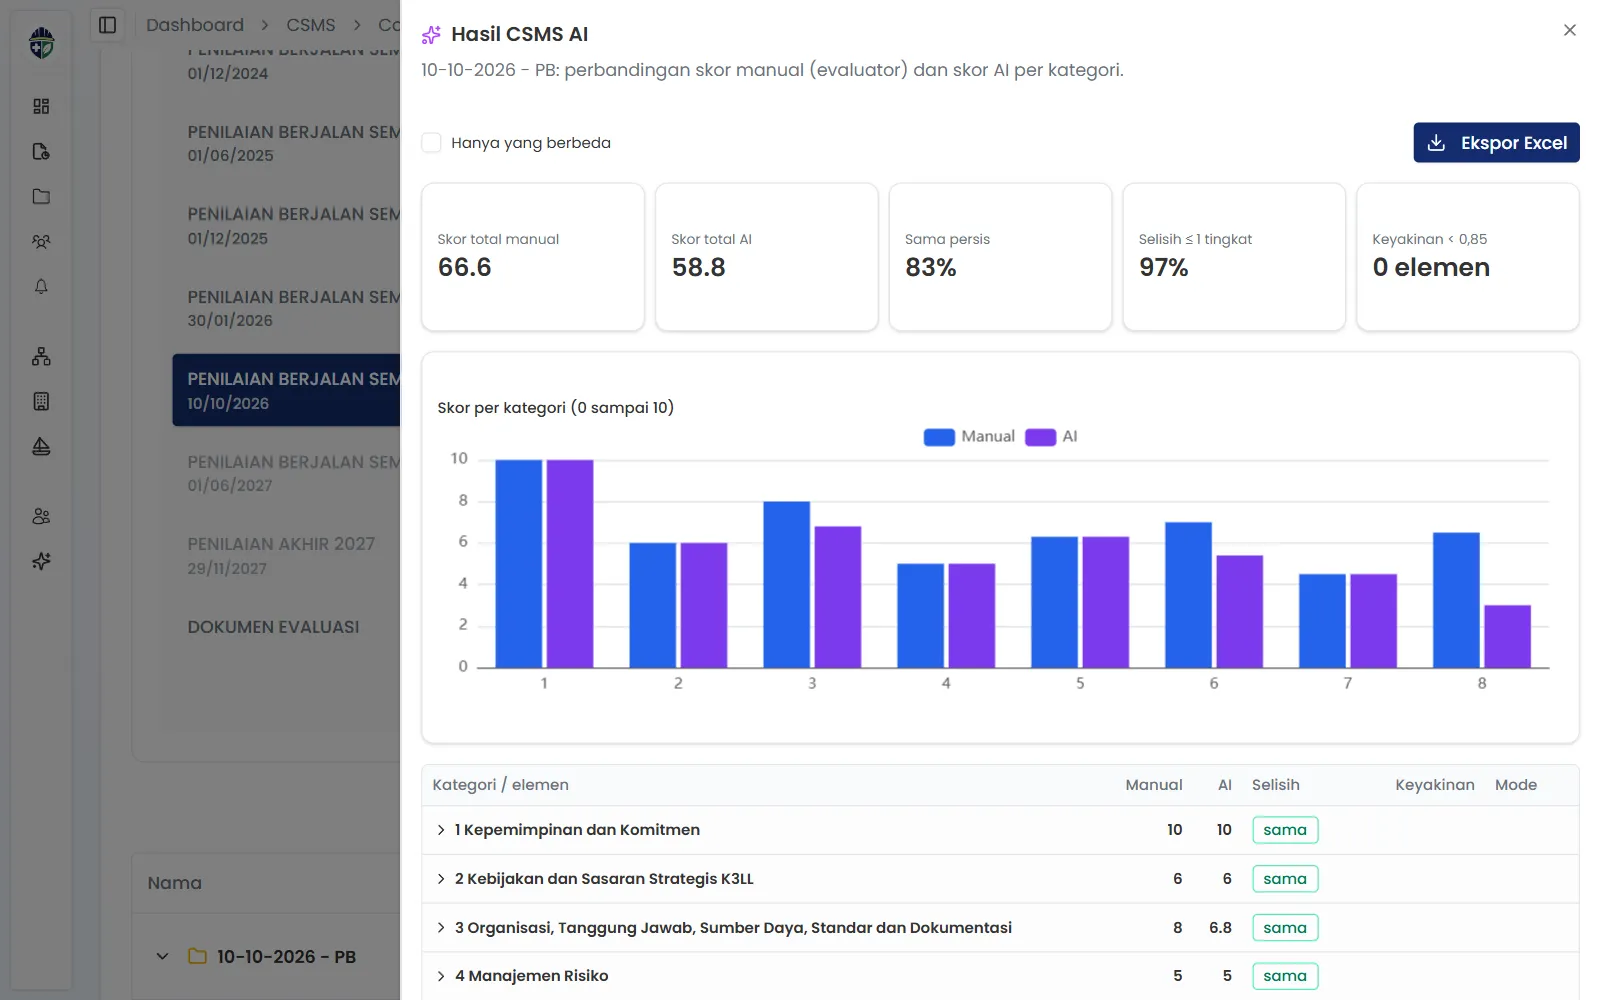 Dashboard > CSMS > Co
01/12/2024
PENILAIAN BERJALAN SEM
01/06/2025
PENILAIAN BERJALAN SEM
01/12/2025
PENILAIAN BERJALAN SEM
30/01/2026
PENILAIAN BERJALAN SEM
10/10/2026
PENILAIAN BERJALAN SEM
01/06/2027
PENILAIAN AKHIR 2027
29/11/2027
DOKUMEN EVALUASI
Nama
10-10-2026 - PB
Hasil CSMS AI
10-10-2026 - PB: perbandingan skor manual (evaluator) dan skor AI per kategori.
Hanya yang berbeda
Ekspor Excel
Skor total manual
66.6
Skor total AI
58.8
Sama persis
83%
Selisih ≤ 1 tingkat
97%
Keyakinan < 0,85
0 elemen
Skor per kategori (0 sampai 10)
Manual AI
10
8
6
4
2
0
1 2 3 4 5 6 7 8
Kategori / elemen Manual AI Selisih Keyakinan Mode
1 Kepemimpinan dan Komitmen 10 10 sama
2 Kebijakan dan Sasaran Strategis K3LL 6 6 sama
3 Organisasi, Tanggung Jawab, Sumber Daya, Standar dan Dokumentasi 8 6.8 sama
4 Manajemen Risiko 5 5 sama